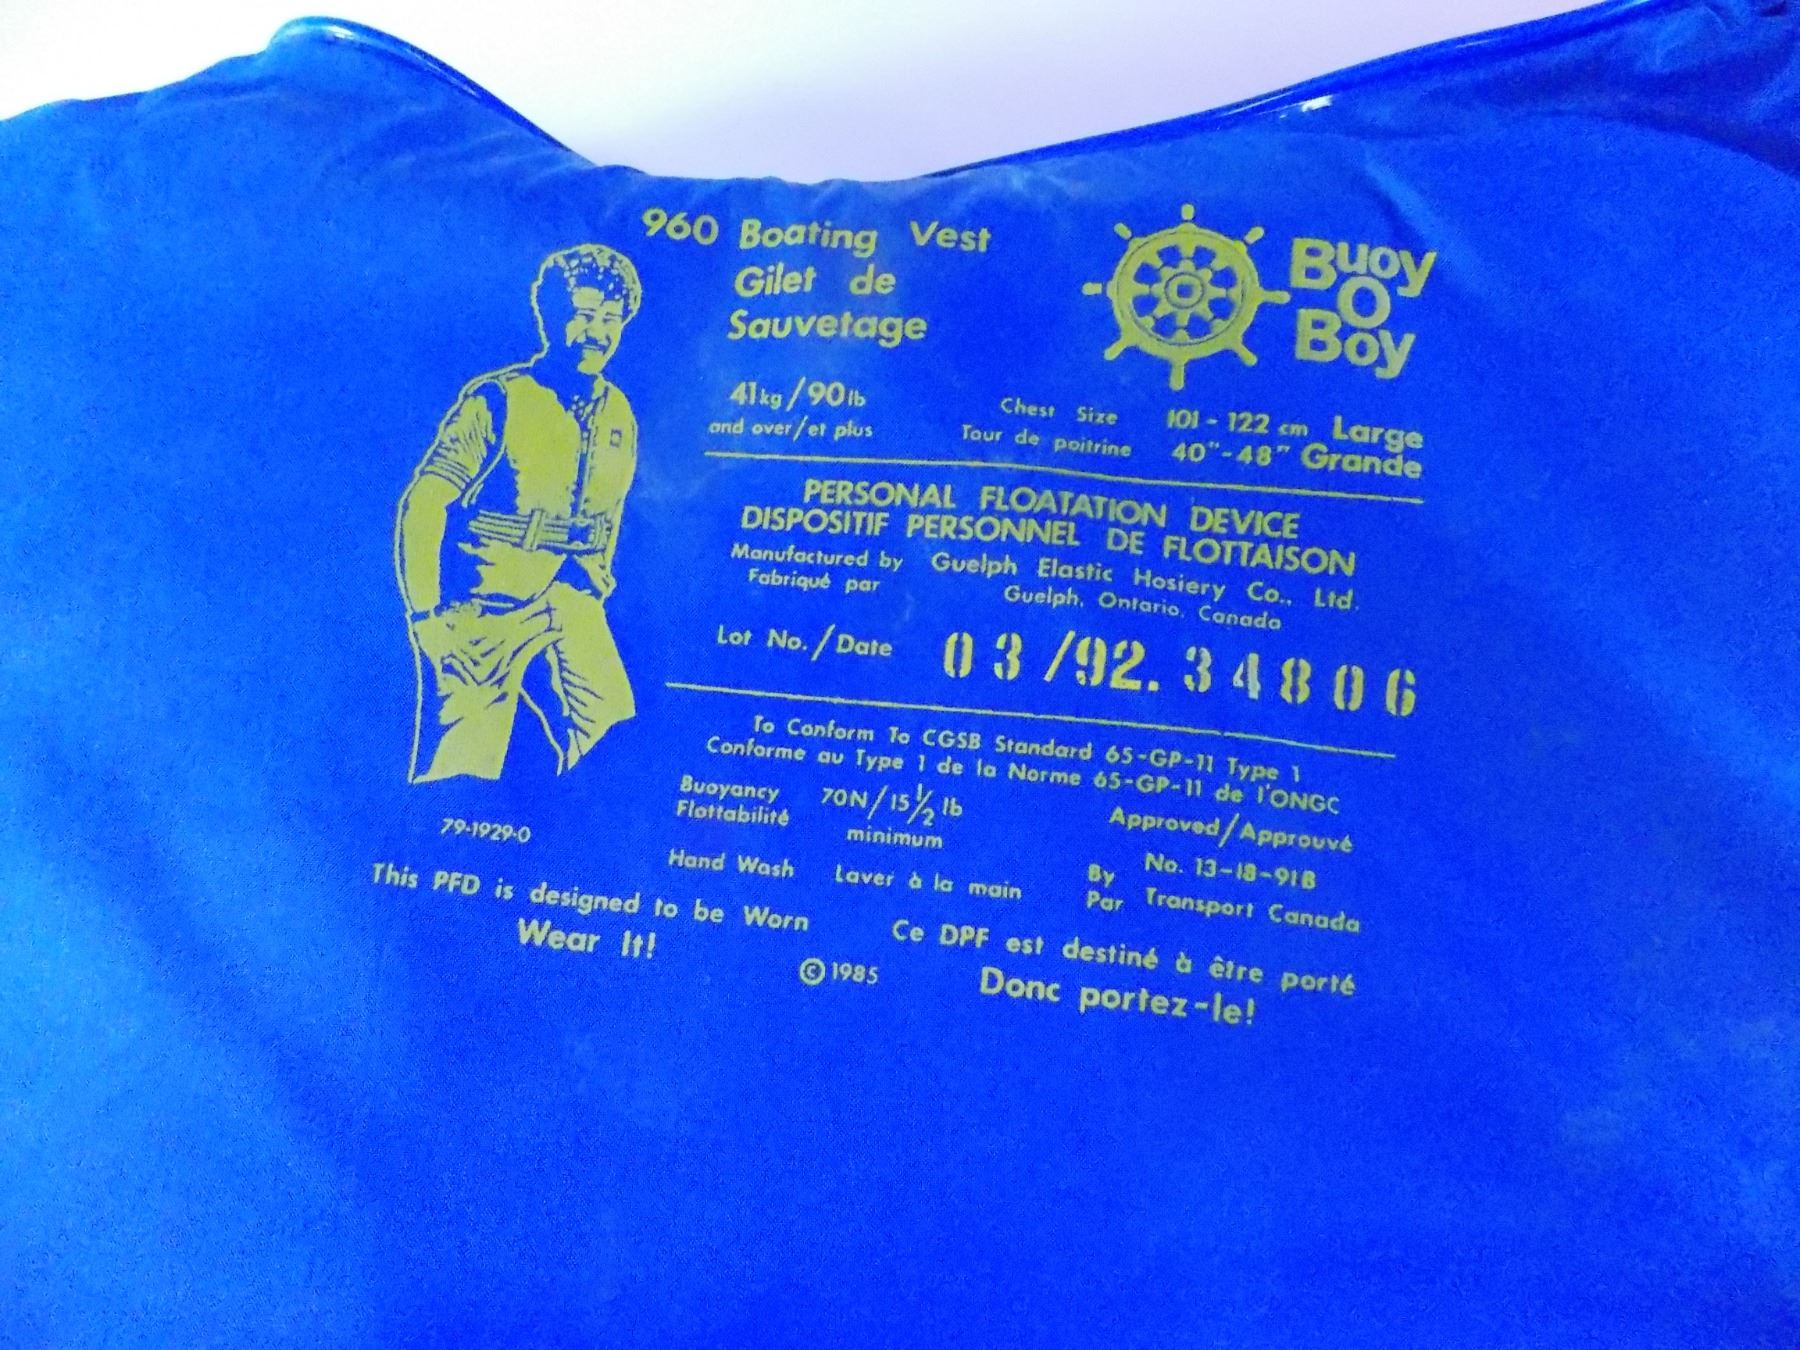 960 Boating Vest
Gilet de
Sauvetage
Buoy
O
Boy
41kg/90lb
and over/et plus
Chest Size 101 - 122 cm Large
Tour de poitrine 40"-48" Grande
PERSONAL FLOATATION DEVICE
DISPOSITIF PERSONNEL DE FLOTTAISON
Manufactured by Guelph Elastic Hosiery Co., Ltd.
Fabriqué par Guelph, Ontario, Canada
Lot No./Date 03/92. 34806
To Conform To CGSB Standard 65-GP-11 Type 1
Conforme au Type 1 de la Norme 65-GP-11 de l'ONGC
Buoyancy 70N/15½ lb
Flottabilité minimum
Approved/Approuvé
No. 13-18-91B
By
Par Transport Canada
Hand Wash Laver à la main
79-1929-0
This PFD is designed to be Worn
Wear It!
© 1985
Ce DPF est destiné à être porté
Donc portez-le!